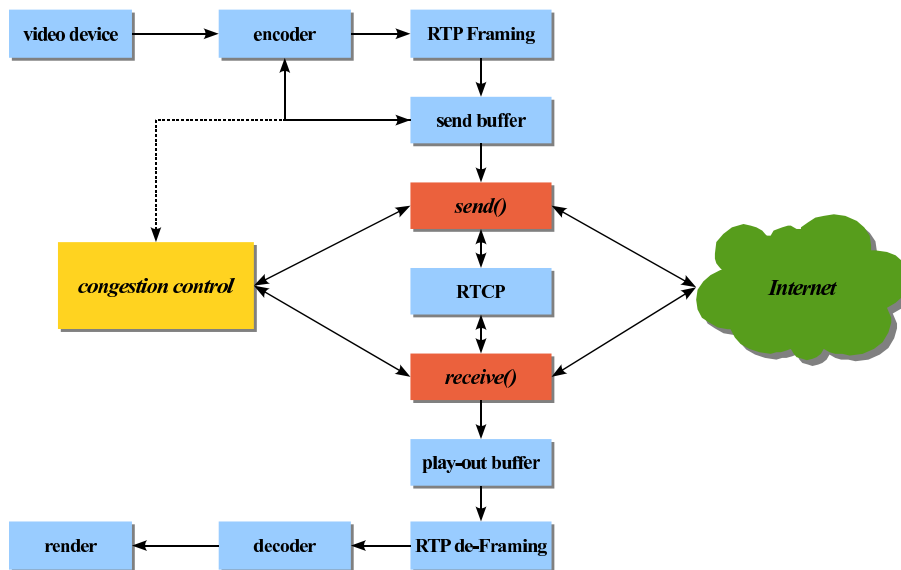 video device
encoder
RTP Framing
send buffer
send()
congestion control
RTCP
Internet
receive()
play-out buffer
render
decoder
RTP de-Framing